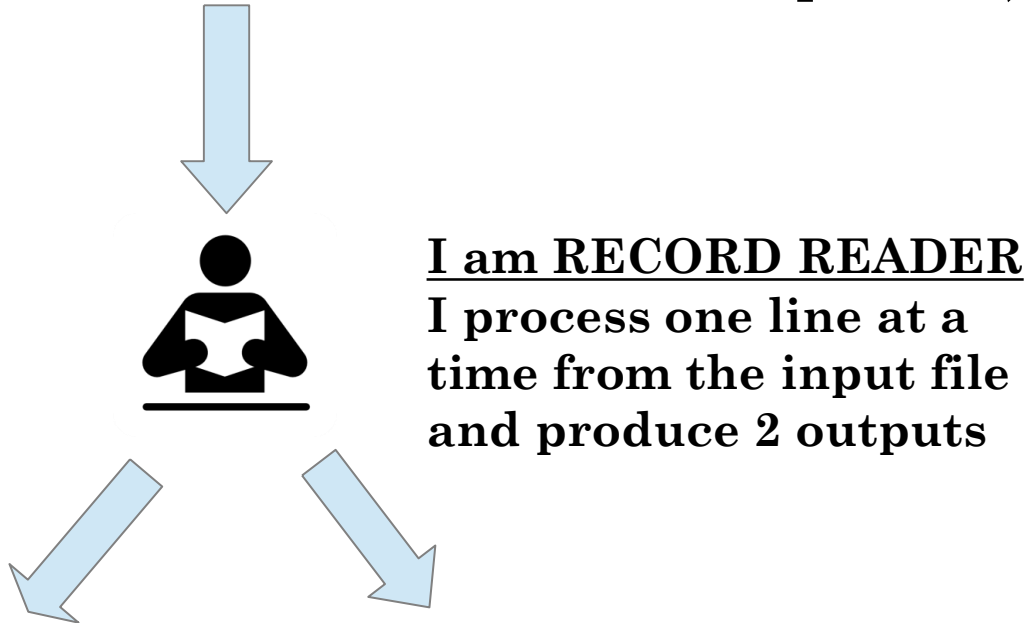 I am RECORD READER
I process one line at a
time from the input file
and produce 2 outputs